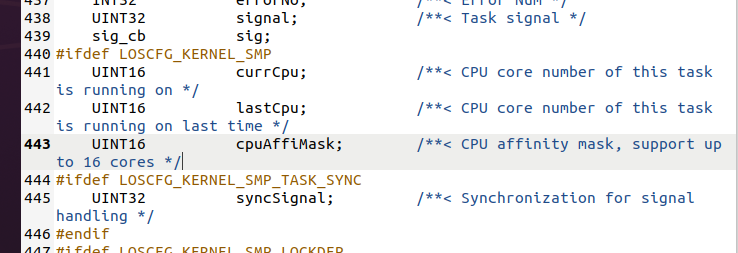 437     INT32           errorNo;            /**< Error Num */
438     UINT32          signal;             /**< Task signal */
439     sig_cb          sig;
440 #ifdef LOSCFG_KERNEL_SMP
441     UINT16          currCpu;            /**< CPU core number of this task
is running on */
442     UINT16          lastCpu;            /**< CPU core number of this task
is running on last time */
443     UINT16          cpuAffiMask;        /**< CPU affinity mask, support up
to 16 cores */
444 #ifdef LOSCFG_KERNEL_SMP_TASK_SYNC
445     UINT32          syncSignal;         /**< Synchronization for signal
handling */
446 #endif
447 #ifdef LOSCFG_KERNEL_SMP_LOCKDEP